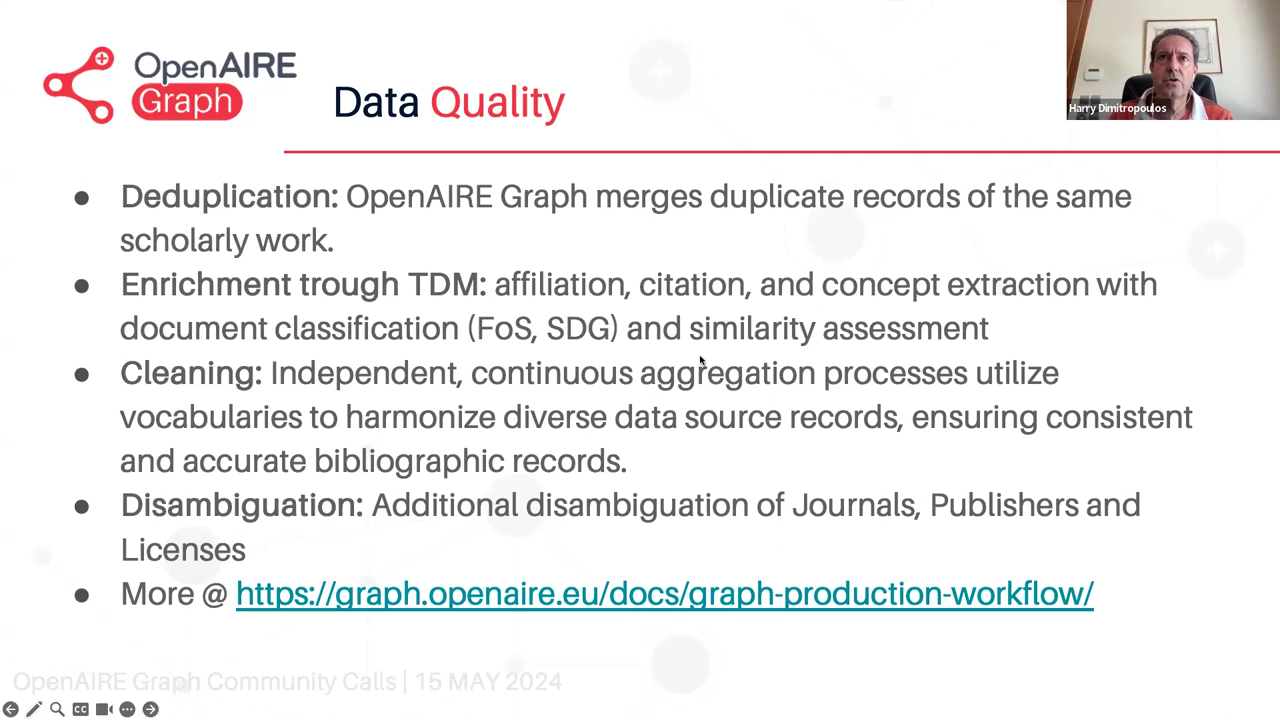 OpenAIRE
Graph
Data Quality
Harry Dimitropoulos
● Deduplication: OpenAIRE Graph merges duplicate records of the same
scholarly work.
● Enrichment trough TDM: affiliation, citation, and concept extraction with
document classification (FoS, SDG) and similarity assessment
● Cleaning: Independent, continuous aggregation processes utilize
vocabularies to harmonize diverse data source records, ensuring consistent
and accurate bibliographic records.
● Disambiguation: Additional disambiguation of Journals, Publishers and
Licenses
● More @ https://graph.openaire.eu/docs/graph-production-workflow/
OpenAIRE Graph Community Calls | 15 MAY 2024
CC